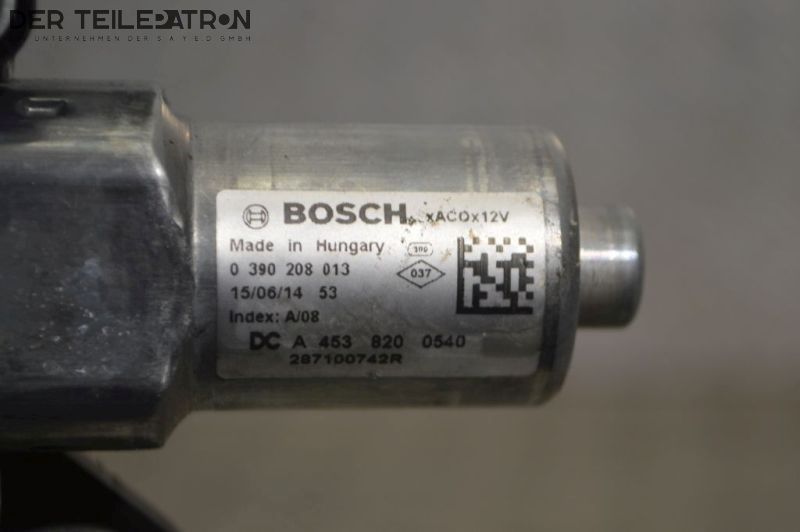 DER TEILEPATRON
UNTERNEHMEN DER S A Y E D GMBH
BOSCH xACOx12V
Made in Hungary
0 390 208 013 037
15/06/14 53
Index: A/08
DC A 453 820 0540
287100742R